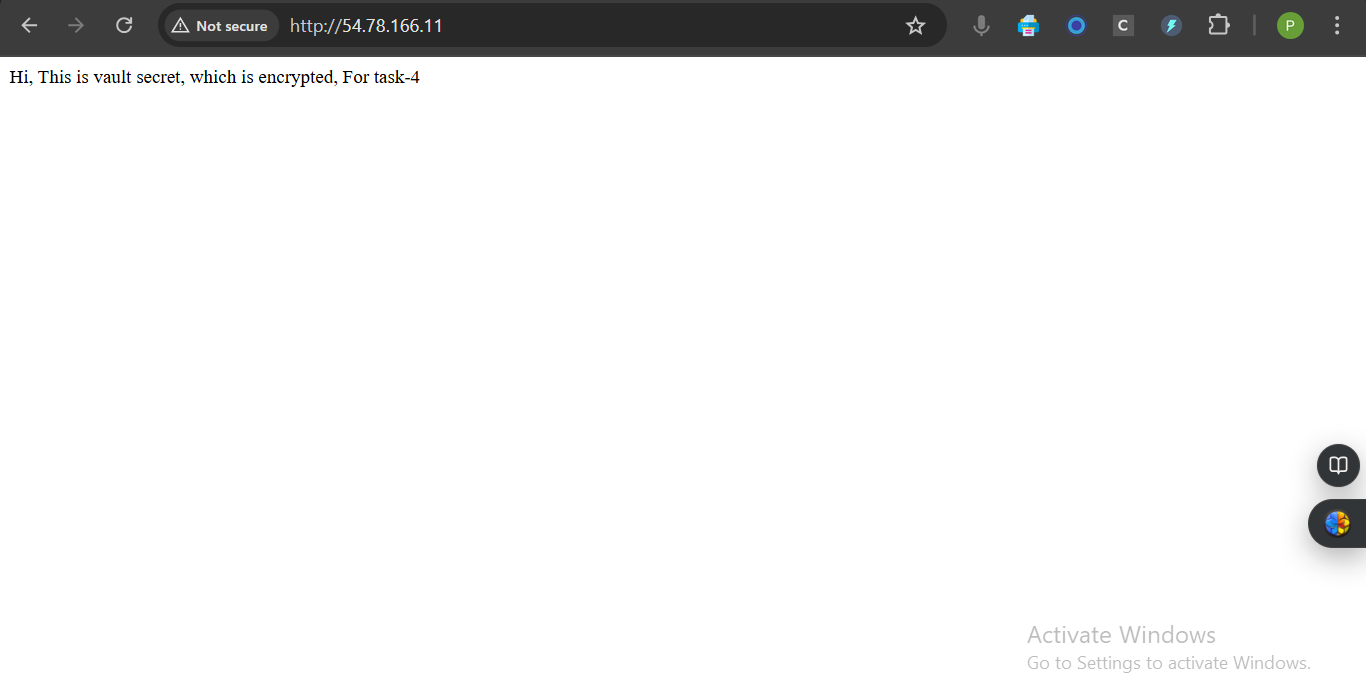 Not secure http://54.78.166.11 C P
Hi, This is vault secret, which is encrypted, For task-4
Activate Windows
Go to Settings to activate Windows.